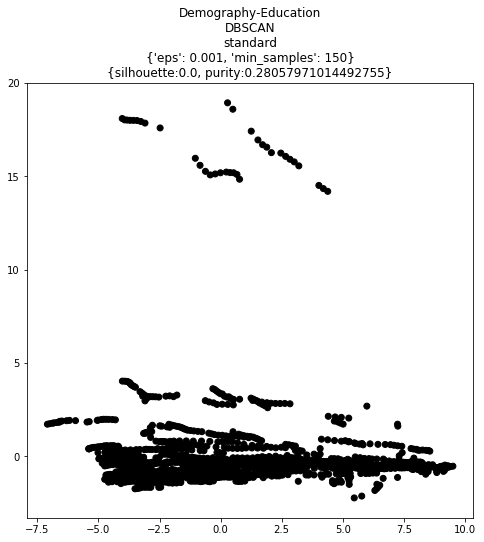 Demography-Education
DBSCAN
standard
{'eps': 0.001, 'min_samples': 150}
{silhouette:0.0, purity:0.28057971014492755}
20
15
10
5
0
-7.5 -5.0 -2.5 0.0 2.5 5.0 7.5 10.0